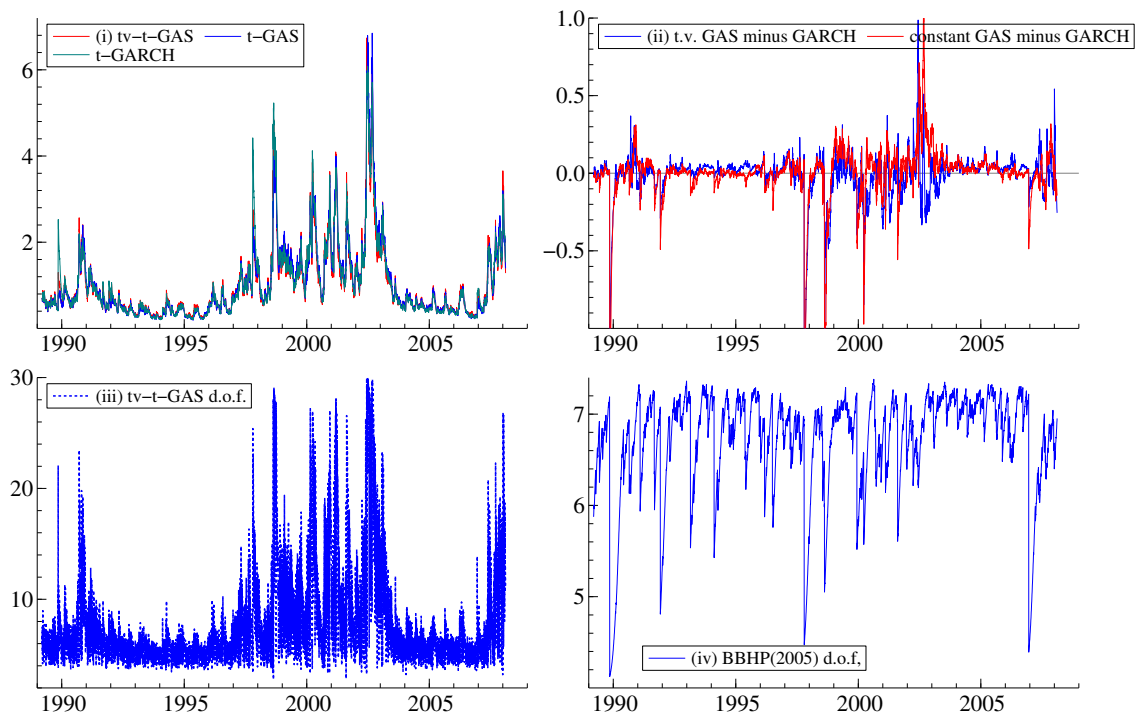 (i) tv-t-GAS t-GAS
t-GARCH
6
4
2
1990 1995 2000 2005
(ii) t.v. GAS minus GARCH constant GAS minus GARCH
1.0
0.5
0.0
-0.5
1990 1995 2000 2005
(iii) tv-t-GAS d.o.f.
30
20
10
1990 1995 2000 2005
7
6
5
(iv) BBHP(2005) d.o.f,
1990 1995 2000 2005